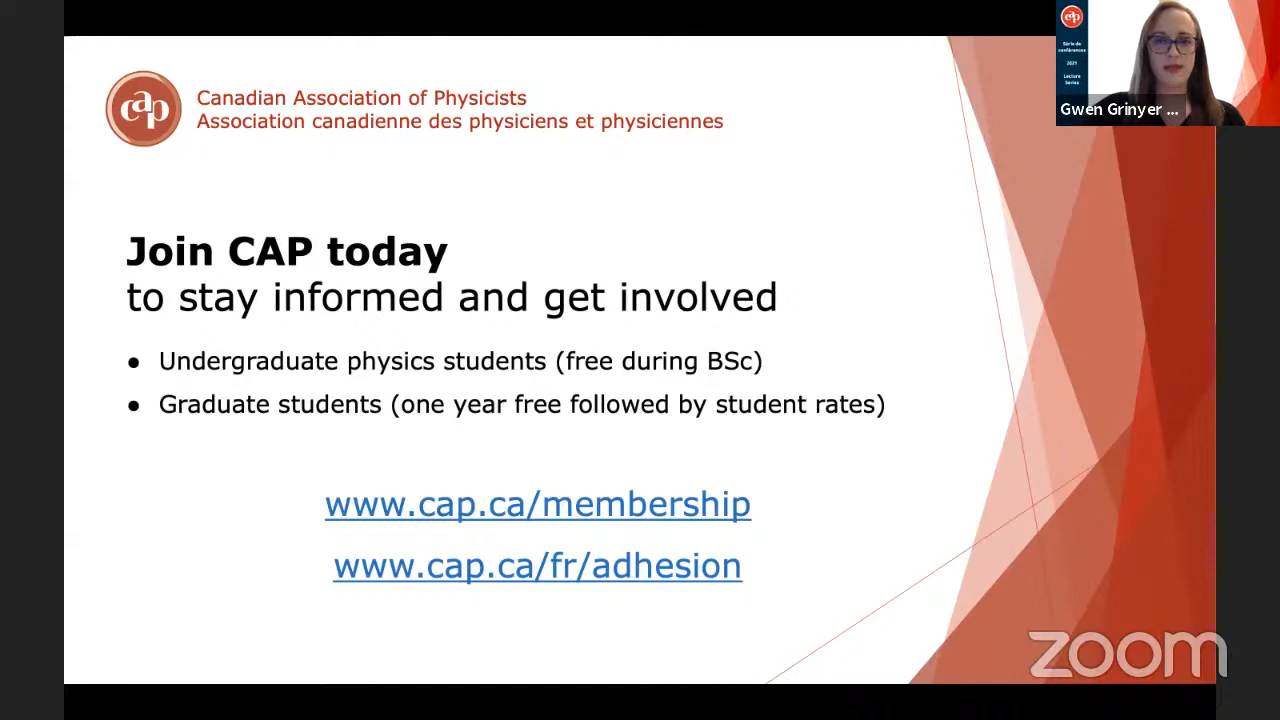 cap
Canadian Association of Physicists
Association canadienne des physiciens et physiciennes
Join CAP today
to stay informed and get involved
● Undergraduate physics students (free during BSc)
● Graduate students (one year free followed by student rates)
www.cap.ca/membership
www.cap.ca/fr/adhesion
cap
Série de
conférences
2021
Lecture
Series
Gwen Grinyer ...
zoom